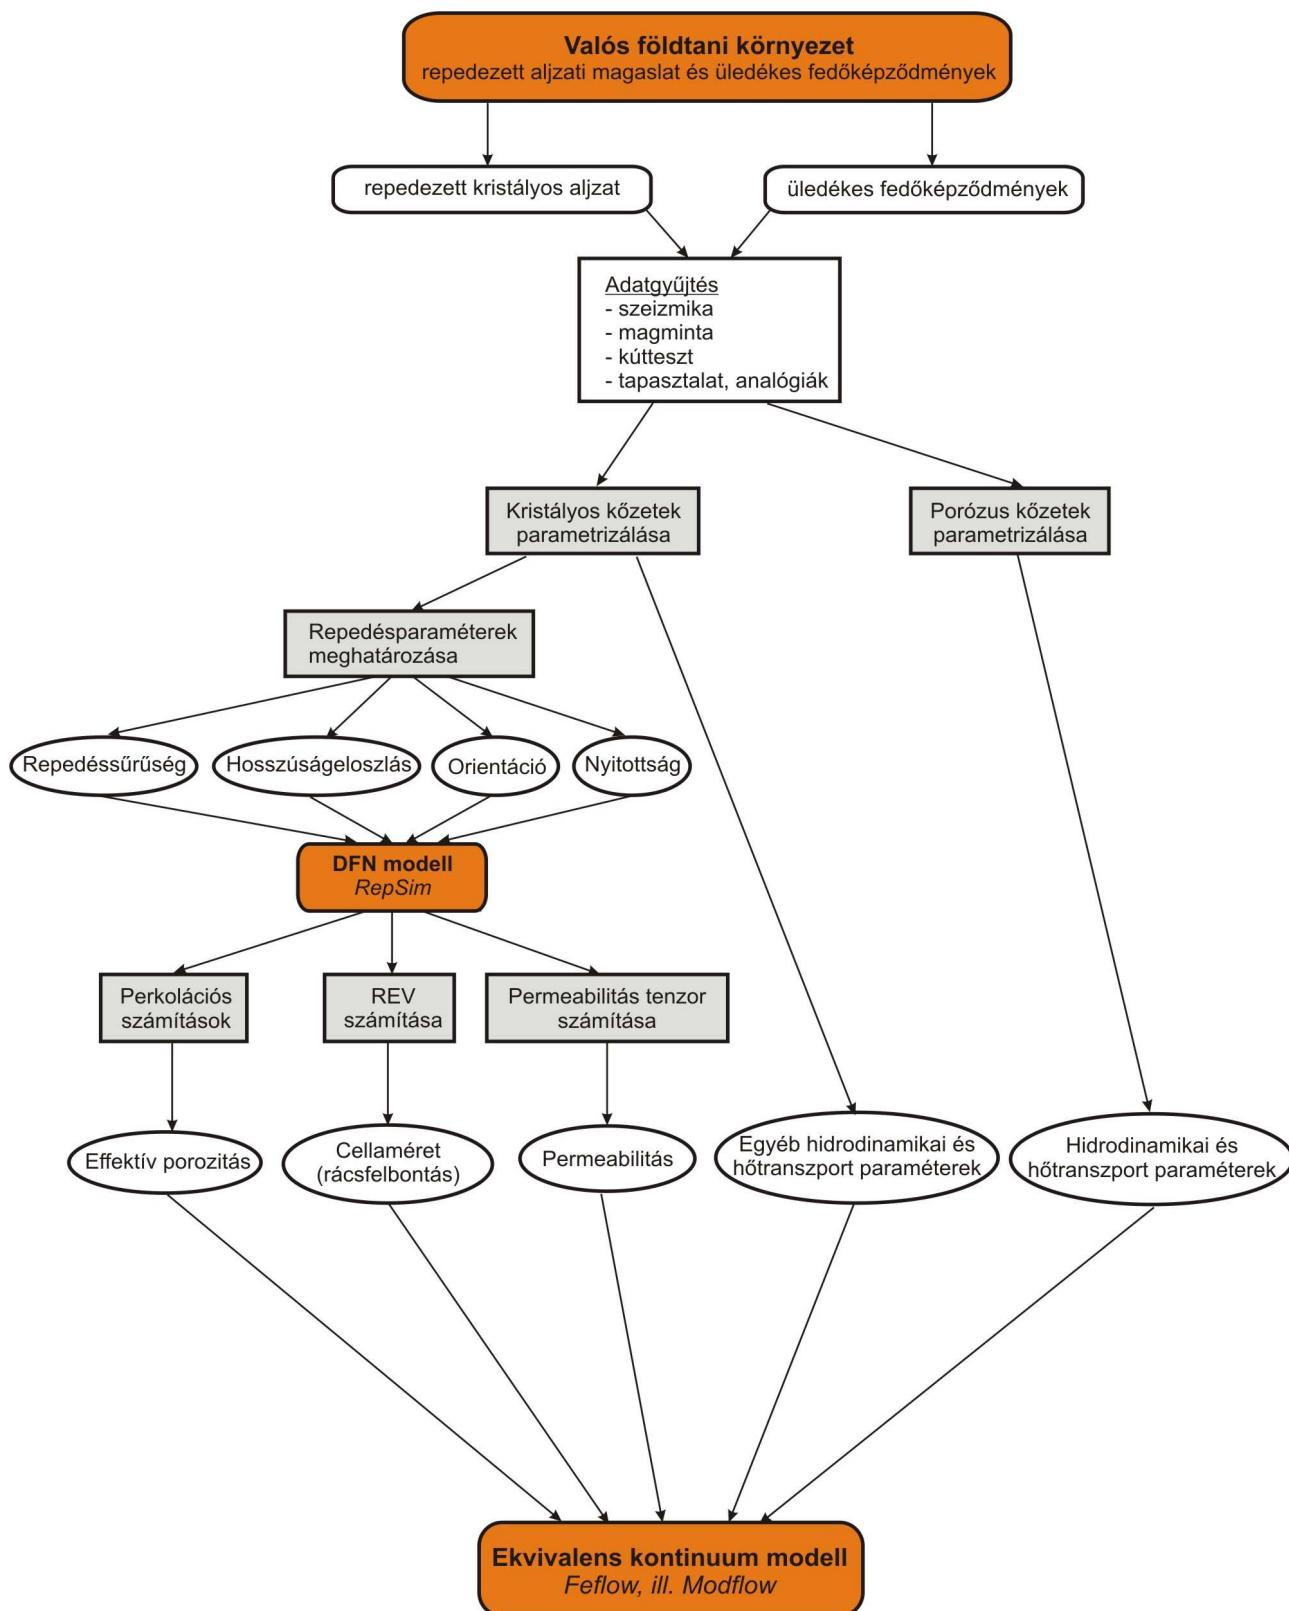 Valós földtani környezet
repedezett aljzati magaslat és üledékes fedőképződmények
repedezett kristályos aljzat
üledékes fedőképződmények
Adatgyűjtés
- szeizmika
- magminta
- kútteszt
- tapasztalat, analógiák
Kristályos kőzetek
parametrizálása
Porózus kőzetek
parametrizálása
Repedésparaméterek
meghatározása
Repedéssűrűség
Hosszúságeloszlás
Orientáció
Nyitottság
DFN modell
RepSim
Perkolációs
számítások
REV
számítása
Permeabilitás tenzor
számítása
Effektív porozitás
Cellaméret
(rácsfelbontás)
Permeabilitás
Egyéb hidrodinamikai és
hőtranszport paraméterek
Hidrodinamikai és
hőtranszport paraméterek
Ekvivalens kontinuum modell
Feflow, ill. Modflow